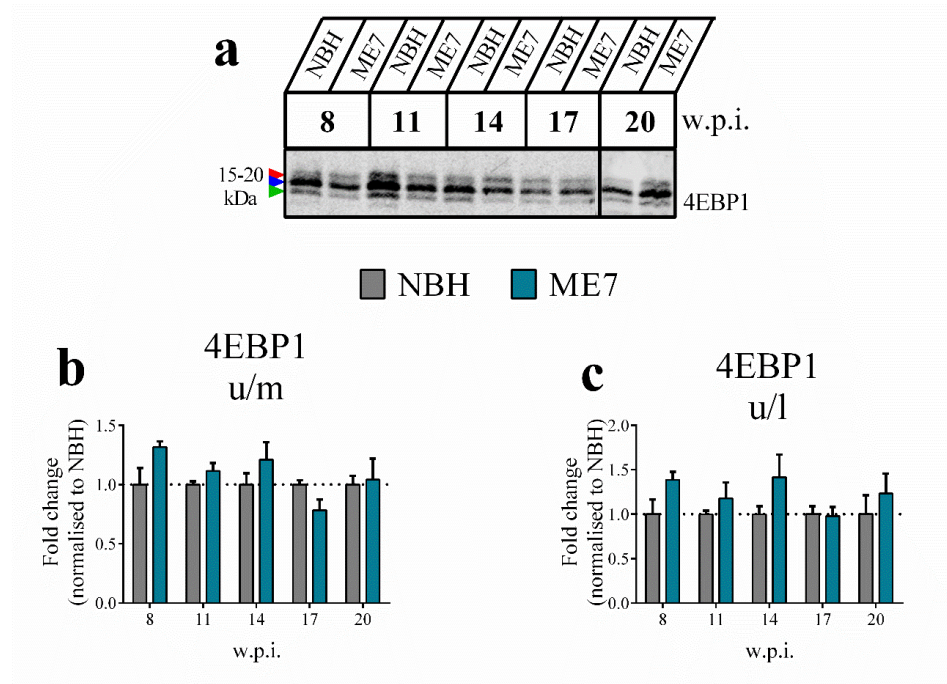 a
NBH ME7 NBH ME7 NBH ME7 NBH ME7 NBH ME7
8 11 14 17 20 w.p.i.
15-20
kDa
4EBP1
NBH ME7
b
4EBP1
u/m
Fold change
(normalised to NBH)
1.5
1.0
0.5
0.0
8 11 14 17 20
w.p.i.
c
4EBP1
u/l
Fold change
(normalised to NBH)
2.0
1.5
1.0
0.5
0.0
8 11 14 17 20
w.p.i.